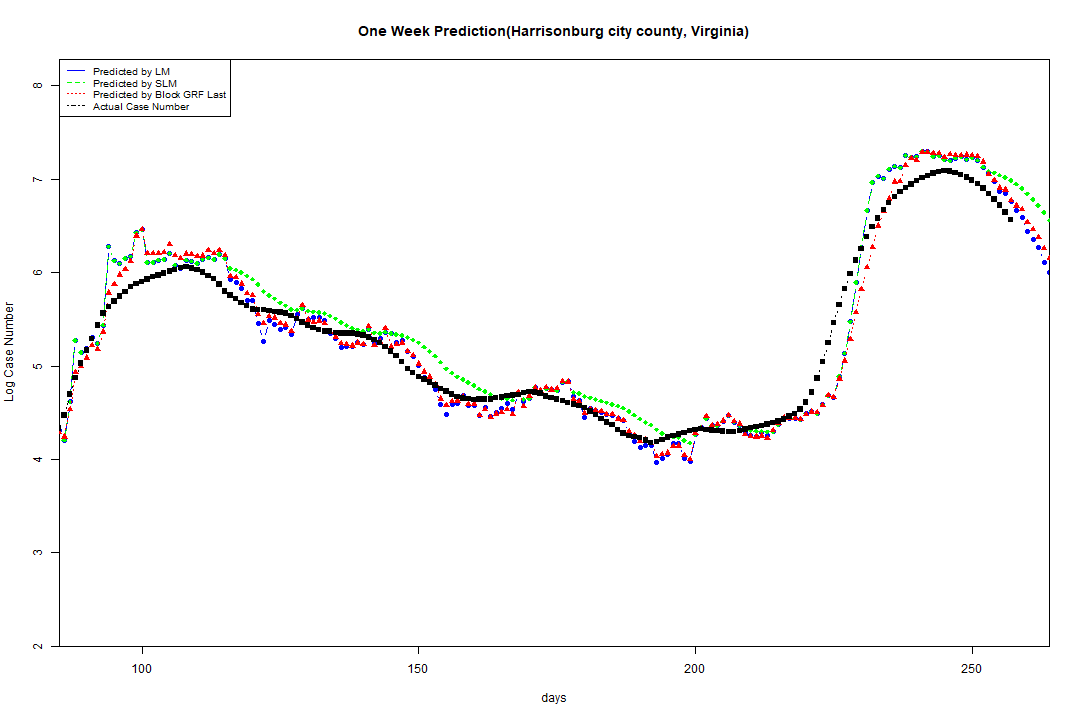 One Week Prediction(Harrisonburg city county, Virginia)
Predicted by LM
Predicted by SLM
Predicted by Block GRF Last
Actual Case Number
8
7
6
5
4
3
2
Log Case Number
100 150 200 250
days